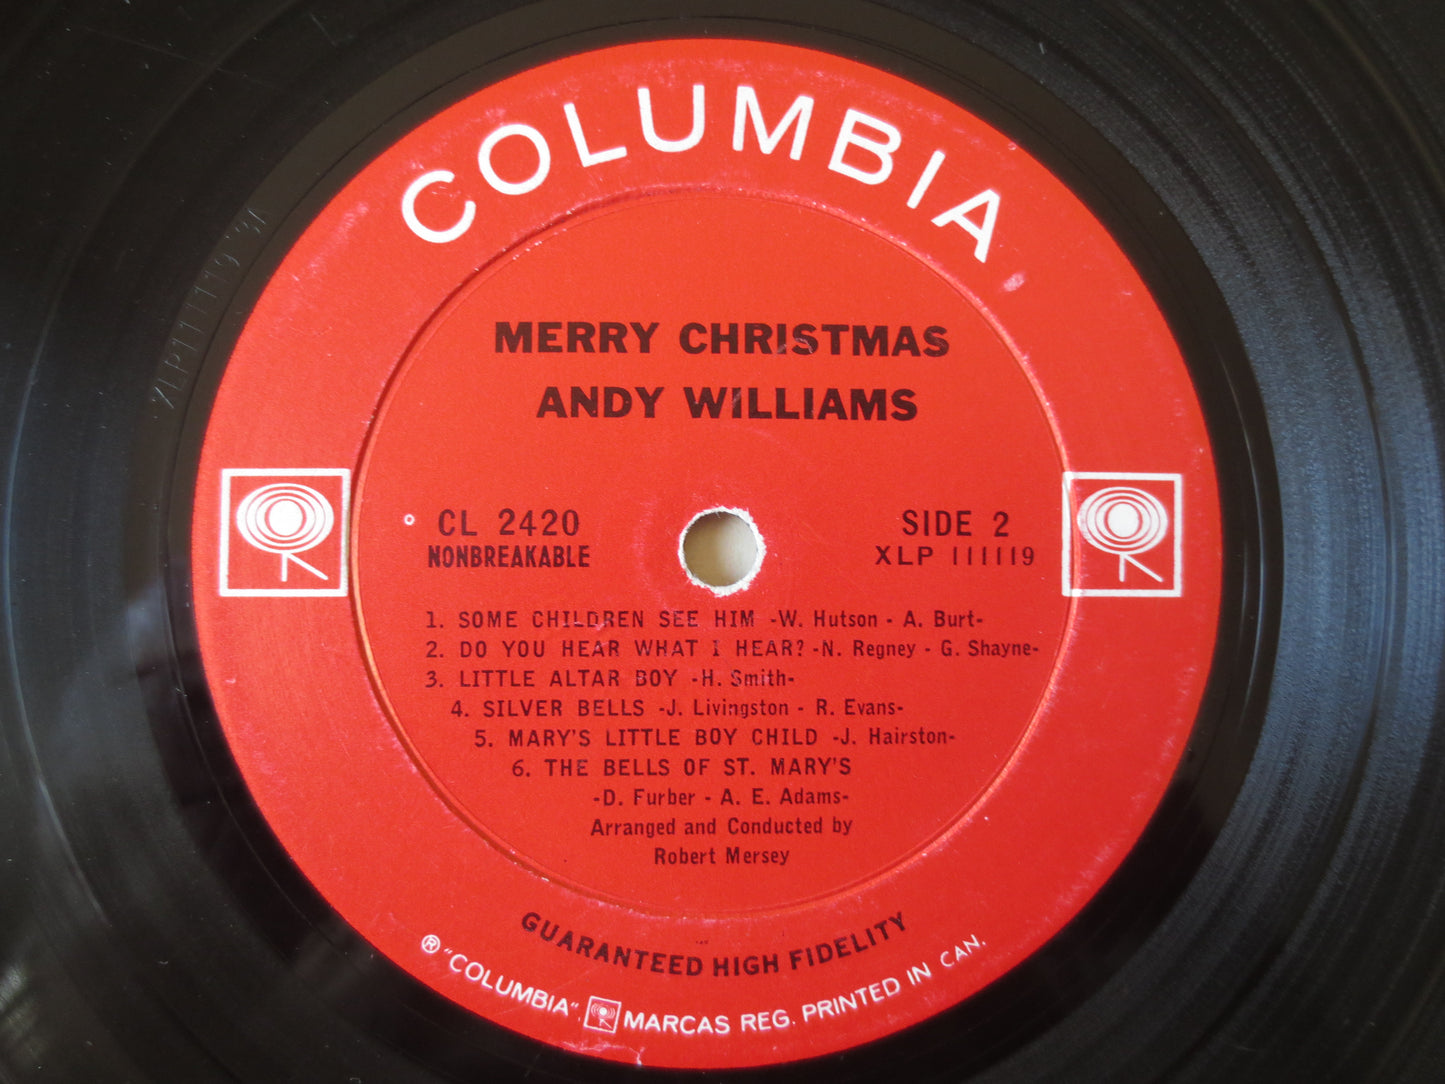 COLUMBIA
MERRY CHRISTMAS
ANDY WILLIAMS
CL 2420
NONBREAKABLE
SIDE 2
XLP 111119
1. SOME CHILDREN SEE HIM -W. Hutson - A. Burt-
2. DO YOU HEAR WHAT I HEAR? -N. Regney - G. Shayne-
3. LITTLE ALTAR BOY -H. Smith-
4. SILVER BELLS -J. Livingston - R. Evans-
5. MARY'S LITTLE BOY CHILD -J. Hairston-
6. THE BELLS OF ST. MARY'S
-D. Furber - A. E. Adams-
Arranged and Conducted by
Robert Mersey
GUARANTEED HIGH FIDELITY
® "COLUMBIA", MARCAS REG. PRINTED IN CAN.